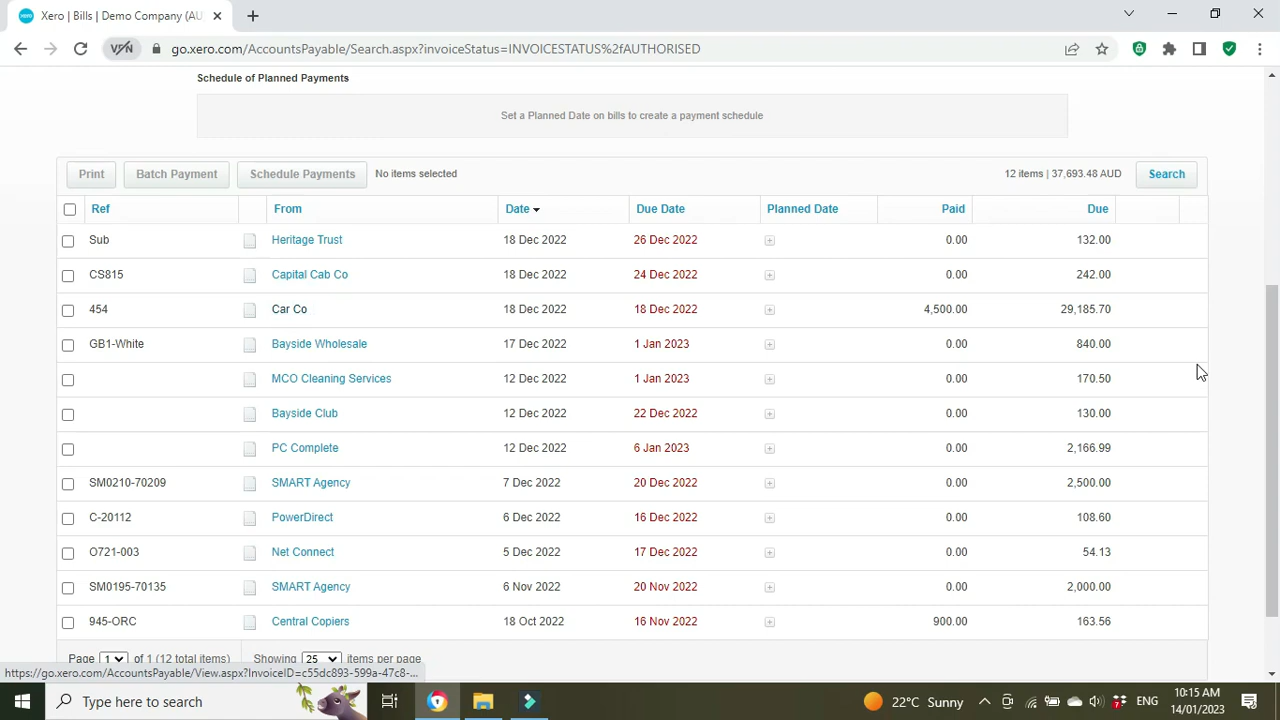 Xero | Bills | Demo Company (AU
VPN
go.xero.com/AccountsPayable/Search.aspx?invoiceStatus=INVOICESTATUS%2fAUTHORISED
Schedule of Planned Payments
Set a Planned Date on bills to create a payment schedule
Print Batch Payment Schedule Payments No items selected 12 items | 37,693.48 AUD Search
Ref From Date Due Date Planned Date Paid Due
Sub Heritage Trust 18 Dec 2022 26 Dec 2022 0.00 132.00
CS815 Capital Cab Co 18 Dec 2022 24 Dec 2022 0.00 242.00
454 Car Co 18 Dec 2022 18 Dec 2022 4,500.00 29,185.70
GB1-White Bayside Wholesale 17 Dec 2022 1 Jan 2023 0.00 840.00
MCO Cleaning Services 12 Dec 2022 1 Jan 2023 0.00 170.50
Bayside Club 12 Dec 2022 22 Dec 2022 0.00 130.00
PC Complete 12 Dec 2022 6 Jan 2023 0.00 2,166.99
SM0210-70209 SMART Agency 7 Dec 2022 20 Dec 2022 0.00 2,500.00
C-20112 PowerDirect 6 Dec 2022 16 Dec 2022 0.00 108.60
O721-003 Net Connect 5 Dec 2022 17 Dec 2022 0.00 54.13
SM0195-70135 SMART Agency 6 Nov 2022 20 Nov 2022 0.00 2,000.00
945-ORC Central Copiers 18 Oct 2022 16 Nov 2022 900.00 163.56
Page 1 of 1 (12 total items) Showing 25 items per page
https://go.xero.com/AccountsPayable/View.aspx?InvoiceID=c55dc893-599a-47c8-...
Type here to search 22°C Sunny ENG 10:15 AM
14/01/2023